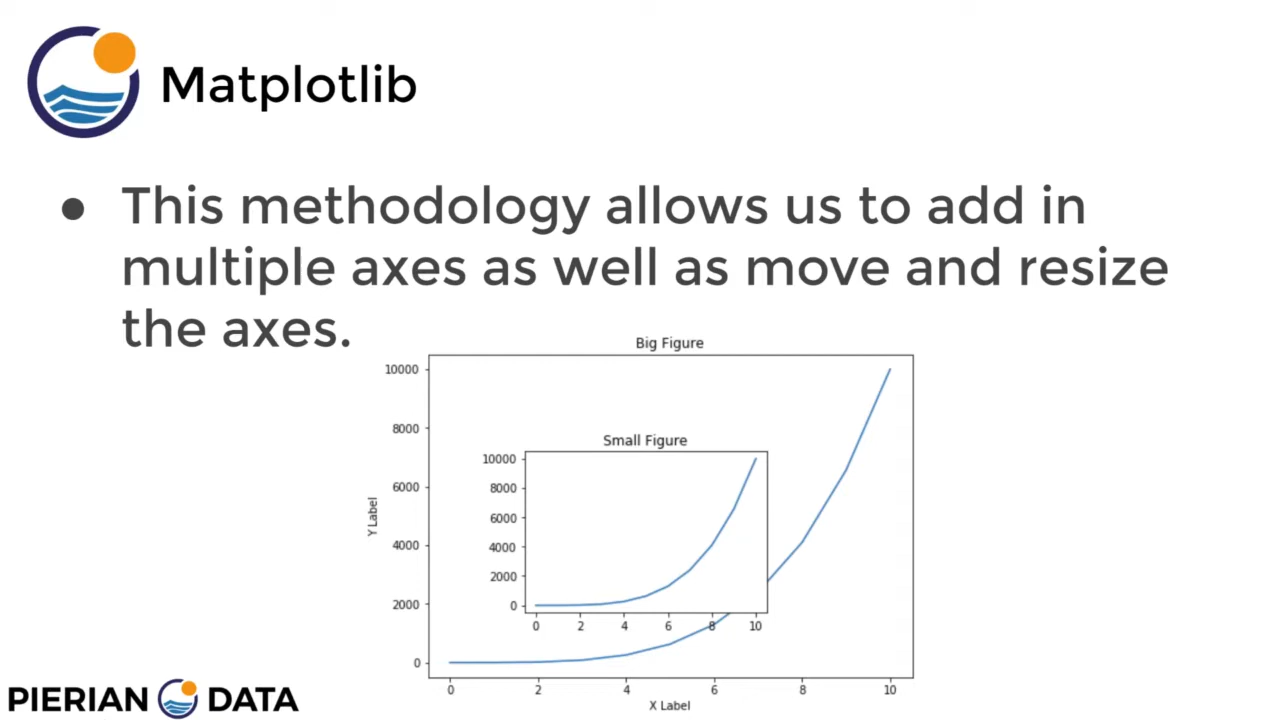 Matplotlib
● This methodology allows us to add in
multiple axes as well as move and resize
the axes.
Big Figure
10000
8000
6000
4000
2000
0
Y Label
Small Figure
10000
8000
6000
4000
2000
0
0 2 4 6 8 10
0 2 4 6 8 10
X Label
PIERIAN DATA